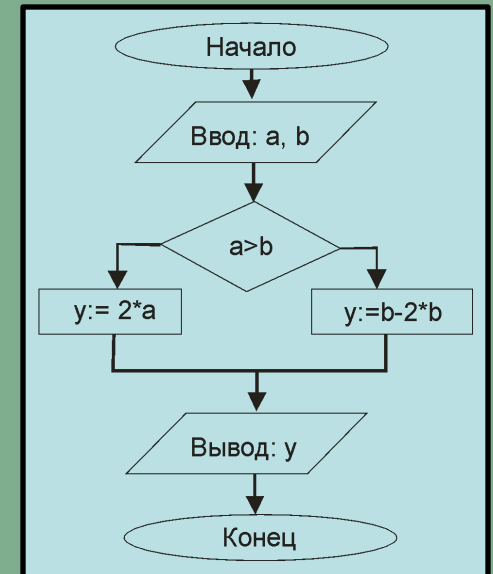 Начало
Ввод: a, b
a>b
y:= 2*a
y:=b-2*b
Вывод: y
Конец